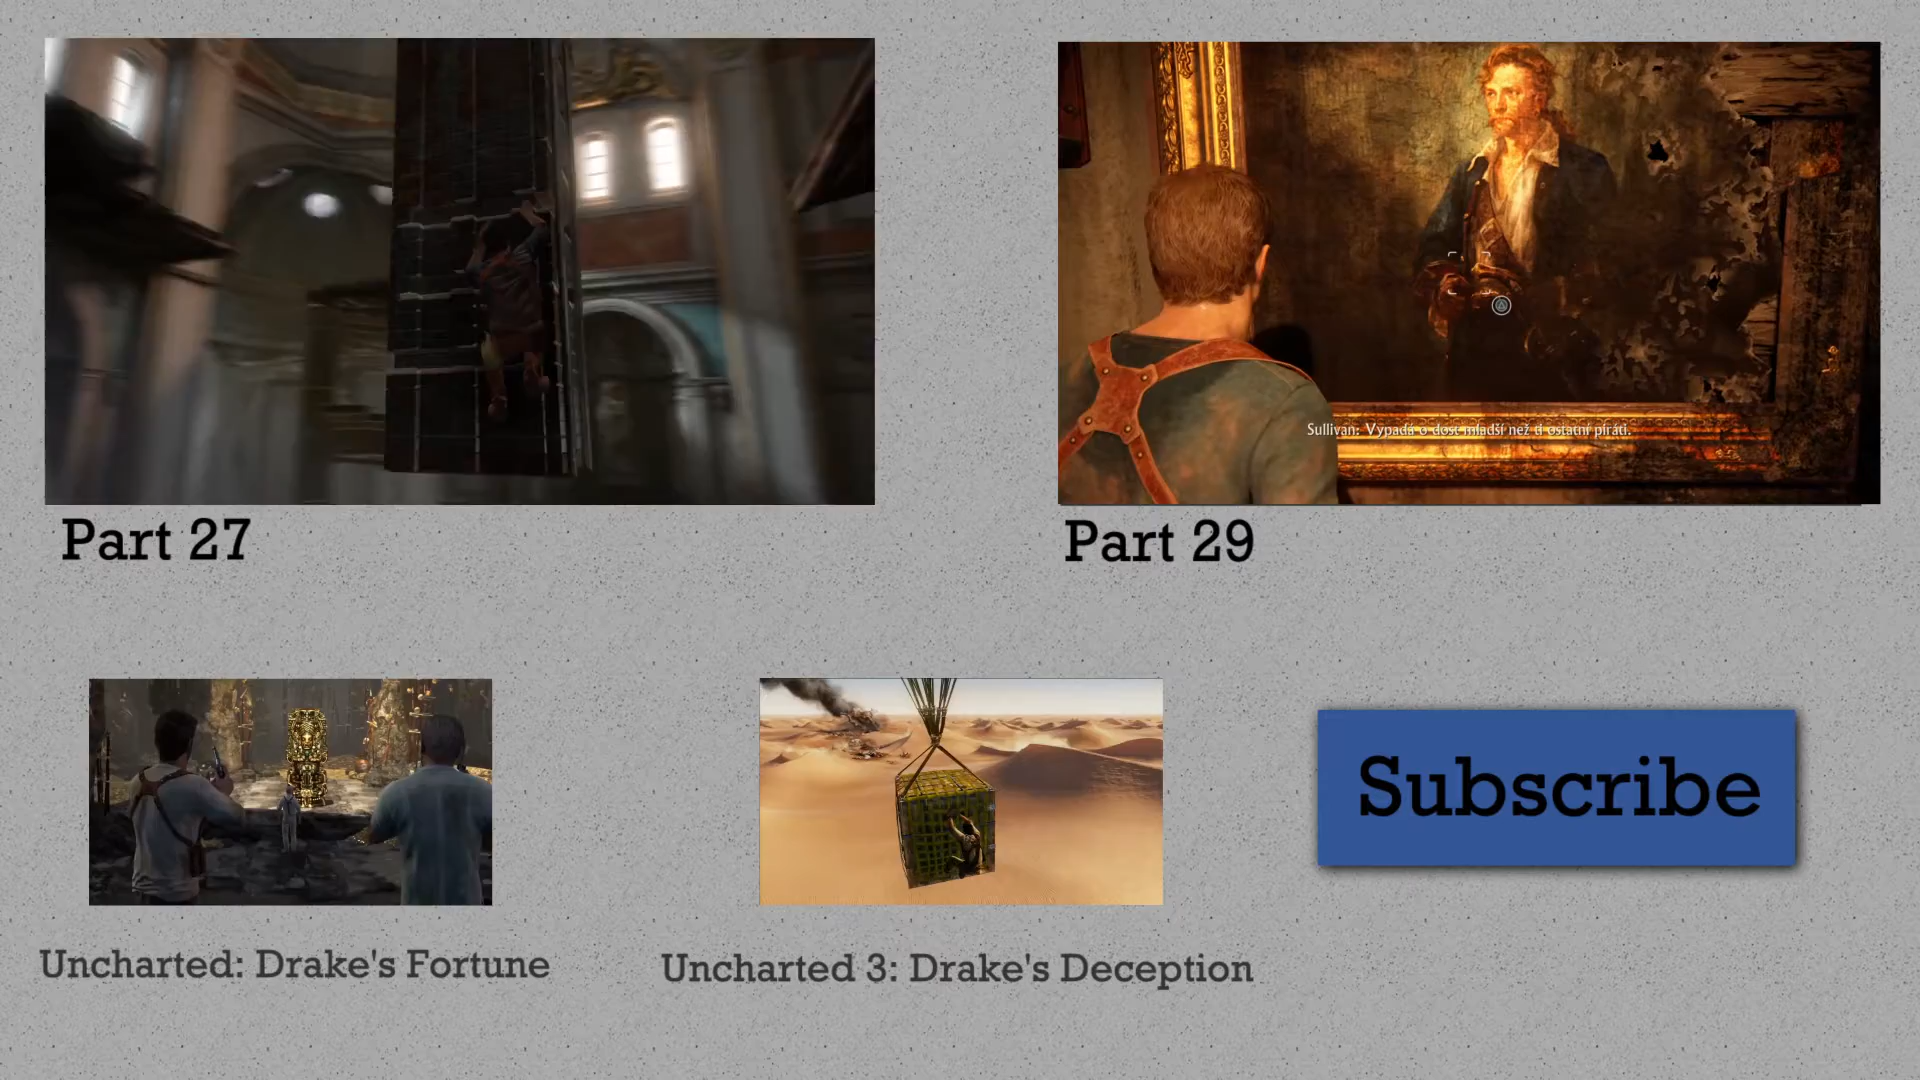 Sullivan: Vypadá o dost mladší než ti ostatní piráti.
Part 27
Part 29
Subscribe
Uncharted: Drake's Fortune
Uncharted 3: Drake's Deception